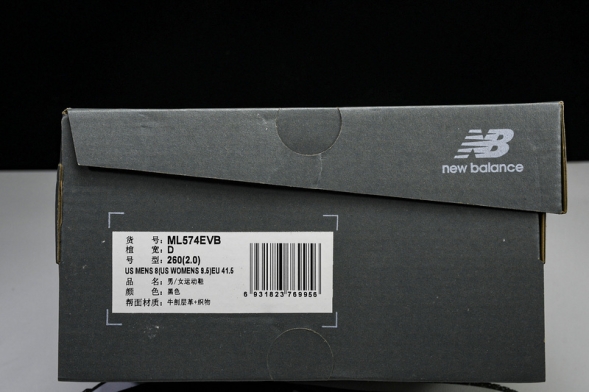 new balance
货 号: ML574EVB
楦 宽: D
号 型: 260(2.0)
US MENS 8(US WOMENS 9.5)EU 41.5
品 名: 男/女运动鞋
颜 色: 黑色
帮面材质: 牛剖层革+织物
6 931823 769956